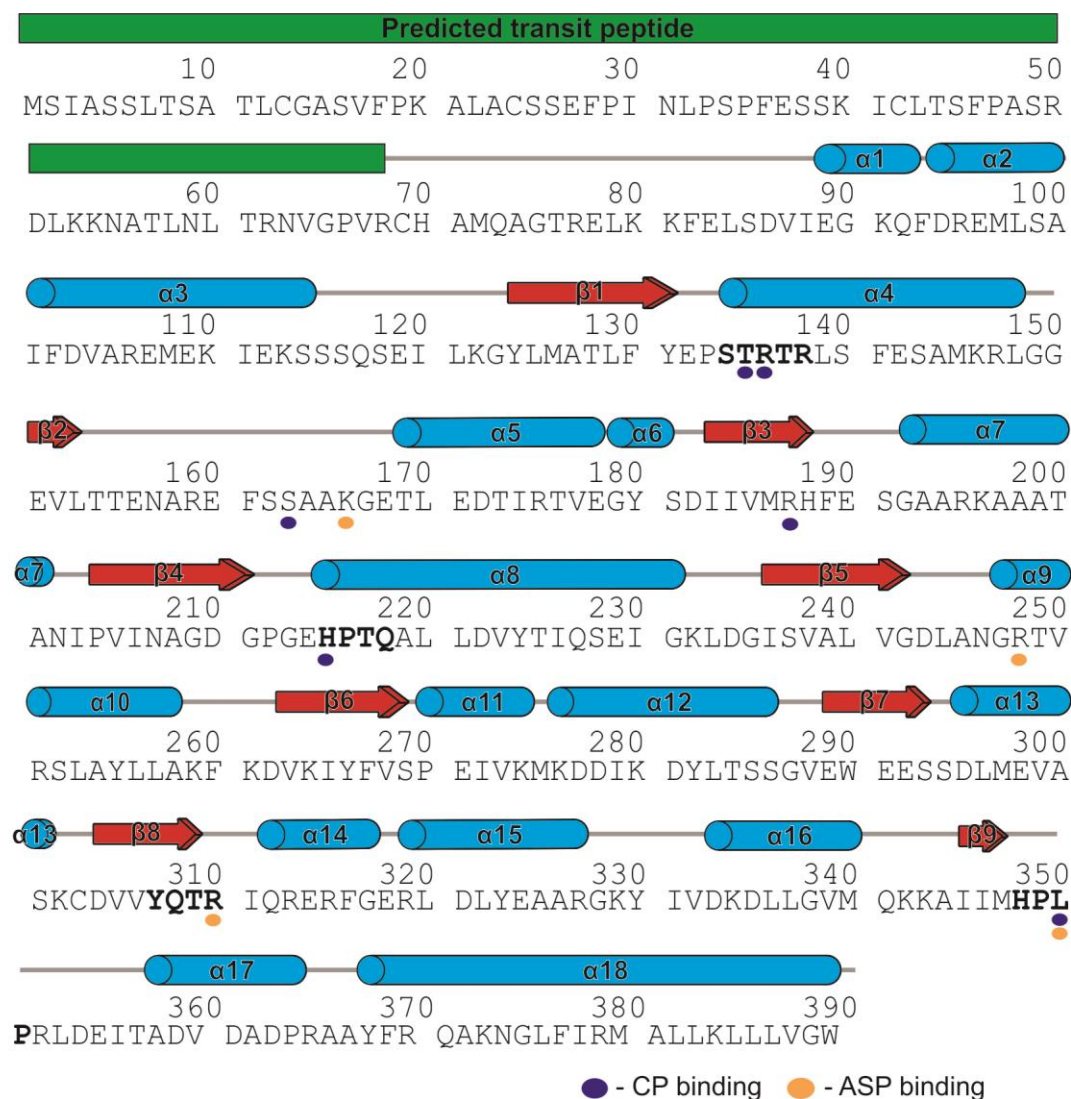 Predicted transit peptide
10 20 30 40 50
MSIASSLTSA TLCGASVFPK ALACSSEFPI NLPSPFESSK ICLTSFPASR
α1 α2
60 70 80 90 100
DLKKNATLNL TRNVGPVRCH AMQAGTRELK KFELSDVIEG KQFDREMLSA
α3 β1 α4
110 120 130 140 150
IFDVAREMEK IEKSSSQSEI LKGYLMATLF YEPSTRTRLS FESAMKRLGG
β2 α5 α6 β3 α7
160 170 180 190 200
EVLTTENARE FSSAAKGETL EDTIRTVEGY SDIIVMRHFE SGAARKAAAT
α7 β4 α8 β5 α9
210 220 230 240 250
ANIPVINAGD GPGEHPTQAL LDVYTIQSEI GKLDGISVAL VGDLANGRTV
α10 β6 α11 α12 β7 α13
260 270 280 290 300
RSLAYLLAKF KDVKIYFVSP EIVKMKDDIK DYLTSSGVEW EESSDLMEVA
α13 β8 α14 α15 α16 β9
310 320 330 340 350
SKCDVVYQTR IQRERFGERL DLYEAARGKY IVDKDLLGVM QKKAIIMHPL
α17 α18
360 370 380 390
PRLDEITADV DADPRAAYFR QAKNGLFIRM ALLKLLLVGW
- CP binding - ASP binding